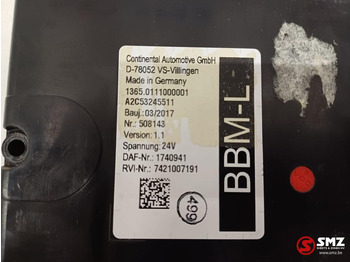 Continental Automotive GmbH
D-78052 VS-Villingen
Made in Germany
1365.0111000001
A2C53245511
Bauj.: 03/2017
Nr.: 508143
Version: 1.1
Spannung: 24V
DAF-Nr.: 1740941
RVI-Nr.: 7421007191
BBM-L
499
SMZ